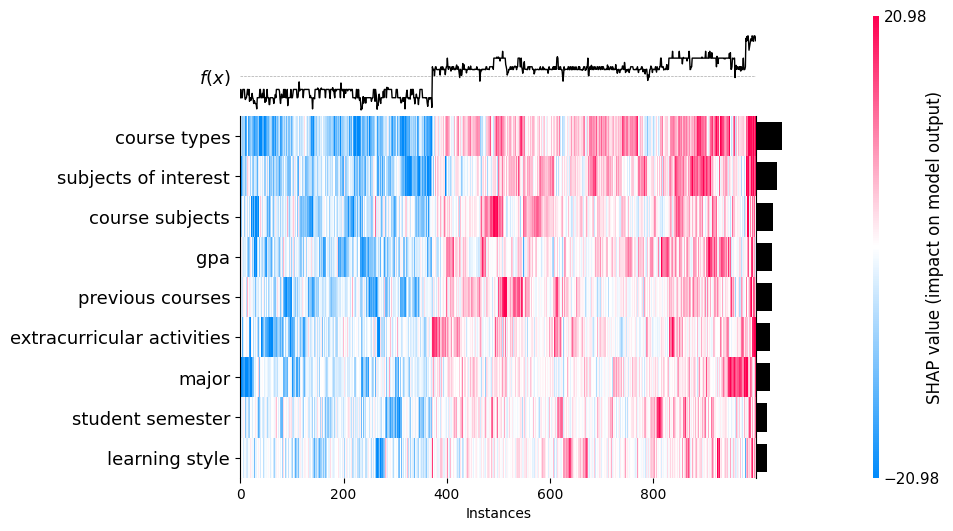 20.98
f(x)
course types
subjects of interest
course subjects
gpa
previous courses
extracurricular activities
major
student semester
learning style
0
200
400
600
800
Instances
−20.98
SHAP value (impact on model output)